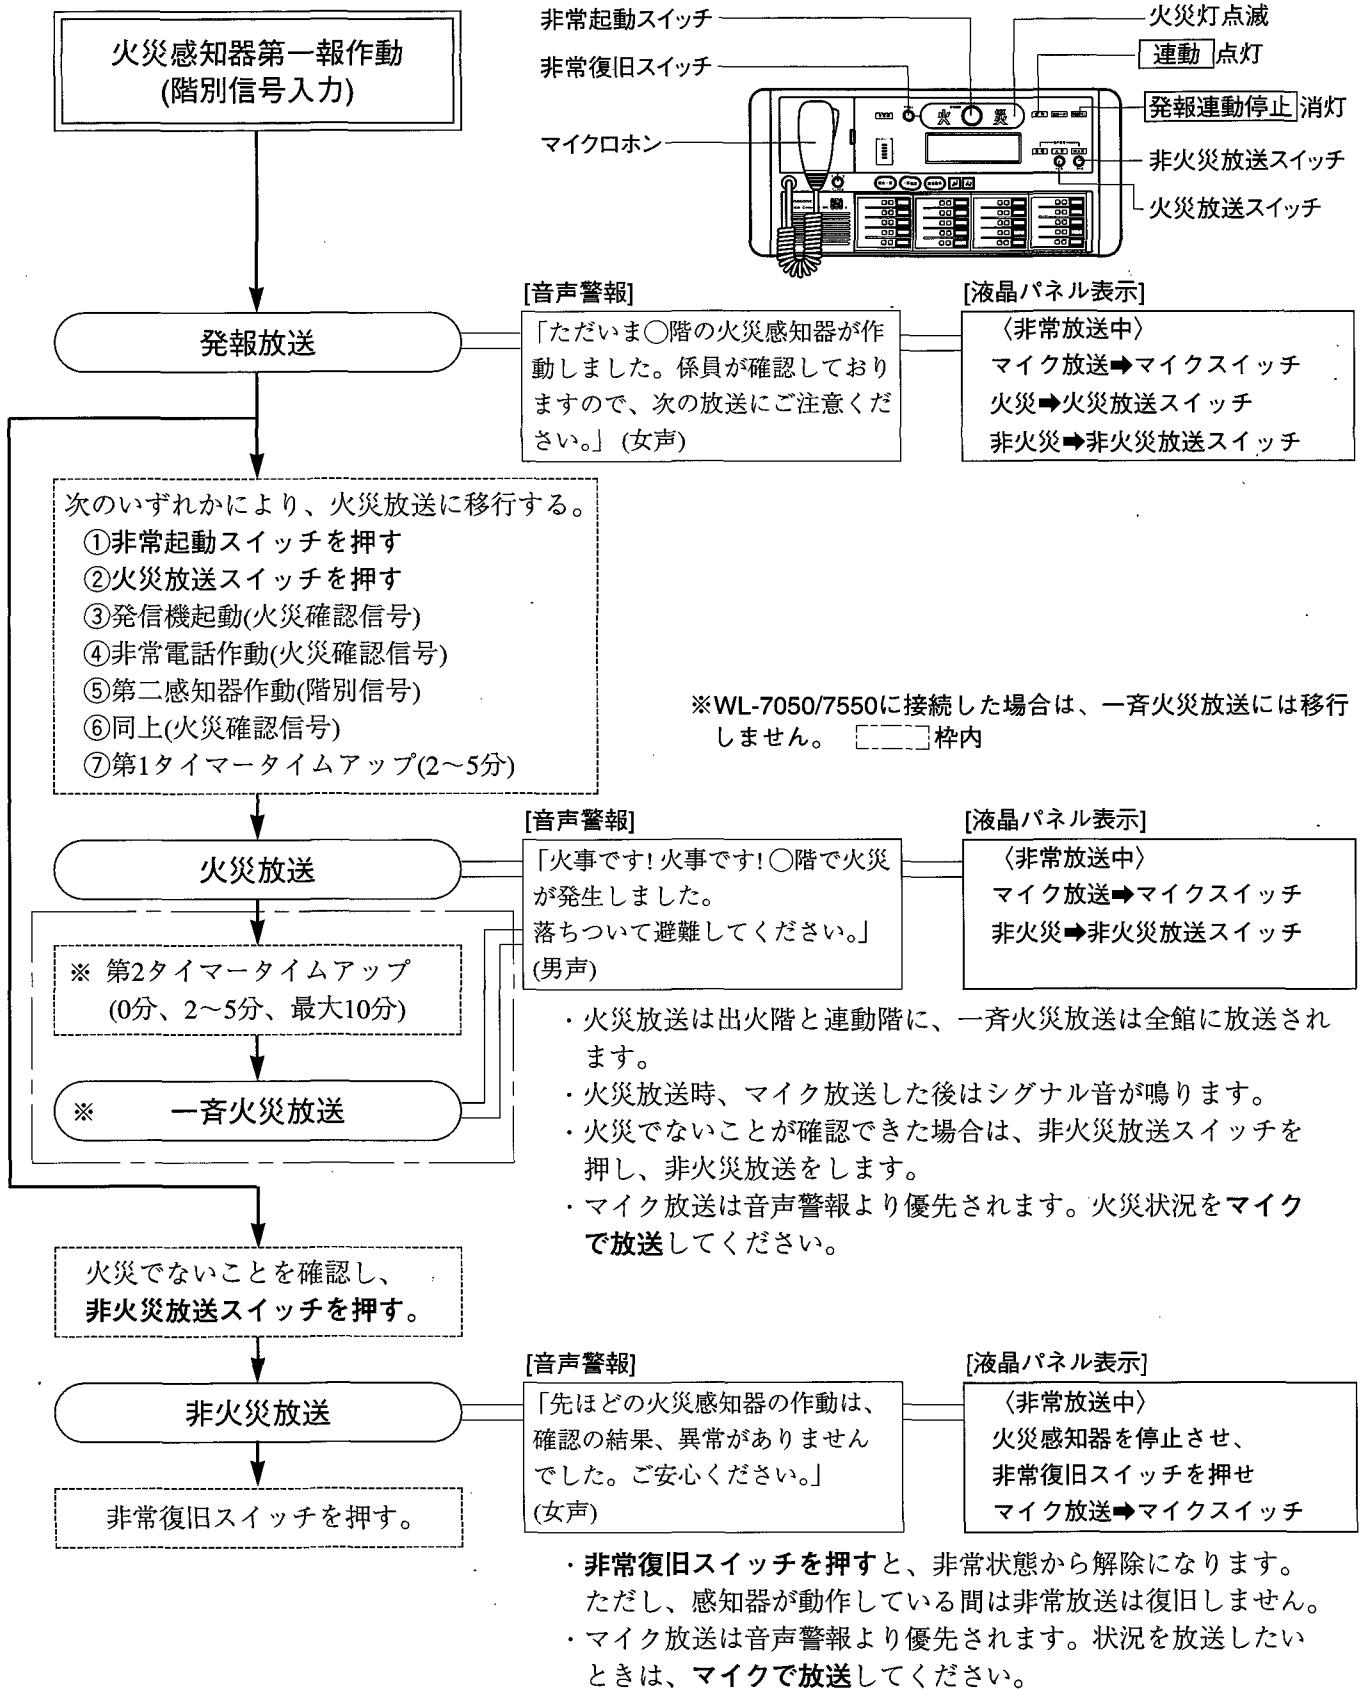 火災感知器第一報作動
(階別信号入力)
非常起動スイッチ
非常復旧スイッチ
マイクロホン
火災灯点滅
連動 点灯
発報連動停止 消灯
非火災放送スイッチ
火災放送スイッチ
火 災
発報放送
[音声警報]
「ただいま◯階の火災感知器が作
動しました。係員が確認しており
ますので、次の放送にご注意くだ
さい。」(女声)
[液晶パネル表示]
〈非常放送中〉
マイク放送➡マイクスイッチ
火災➡火災放送スイッチ
非火災➡非火災放送スイッチ
次のいずれかにより、火災放送に移行する。
①非常起動スイッチを押す
②火災放送スイッチを押す
③発信機起動(火災確認信号)
④非常電話作動(火災確認信号)
⑤第二感知器作動(階別信号)
⑥同上(火災確認信号)
⑦第1タイマータイムアップ(2〜5分)
※WL-7050/7550に接続した場合は、一斉火災放送には移行
しません。 枠内
火災放送
[音声警報]
「火事です! 火事です! ◯階で火災
が発生しました。
落ちついて避難してください。」
(男声)
[液晶パネル表示]
〈非常放送中〉
マイク放送➡マイクスイッチ
非火災➡非火災放送スイッチ
※ 第2タイマータイムアップ
(0分、2〜5分、最大10分)
※ 一斉火災放送
・火災放送は出火階と連動階に、一斉火災放送は全館に放送され
ます。
・火災放送時、マイク放送した後はシグナル音が鳴ります。
・火災でないことが確認できた場合は、非火災放送スイッチを
押し、非火災放送をします。
・マイク放送は音声警報より優先されます。火災状況をマイク
で放送してください。
火災でないことを確認し、
非火災放送スイッチを押す。
非火災放送
[音声警報]
「先ほどの火災感知器の作動は、
確認の結果、異常がありません
でした。ご安心ください。」
(女声)
[液晶パネル表示]
〈非常放送中〉
火災感知器を停止させ、
非常復旧スイッチを押せ
マイク放送➡マイクスイッチ
非常復旧スイッチを押す。
・非常復旧スイッチを押すと、非常状態から解除になります。
ただし、感知器が動作している間は非常放送は復旧しません。
・マイク放送は音声警報より優先されます。状況を放送したい
ときは、マイクで放送してください。